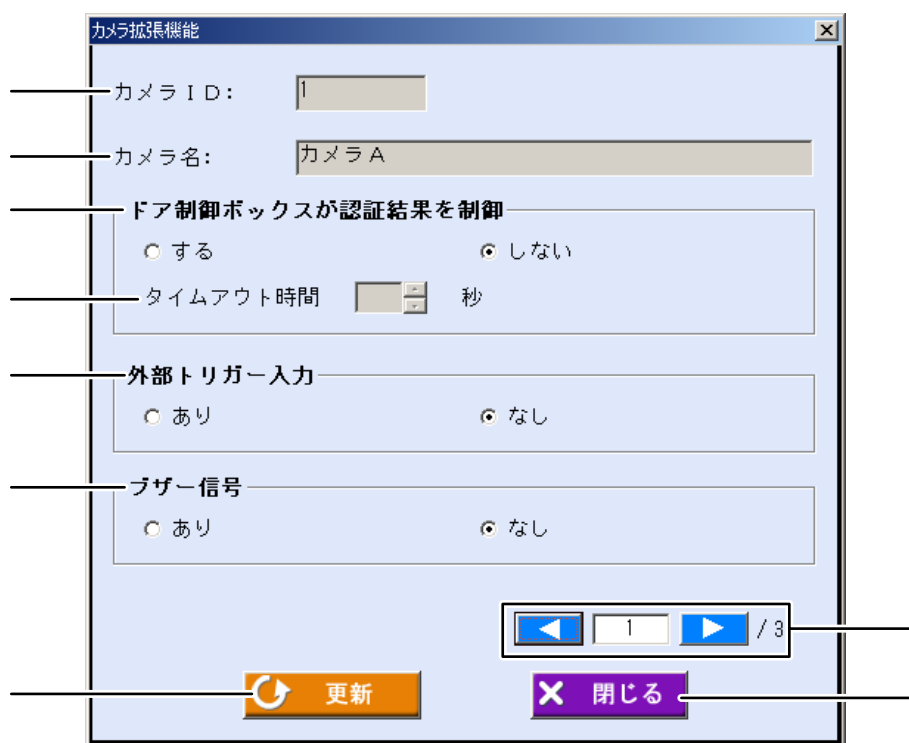 カメラ拡張機能
カメラＩＤ: 1
カメラ名: カメラＡ
ドア制御ボックスが認証結果を制御
する しない
タイムアウト時間 秒
外部トリガー入力
あり なし
ブザー信号
あり なし
1 / 3
更新 閉じる